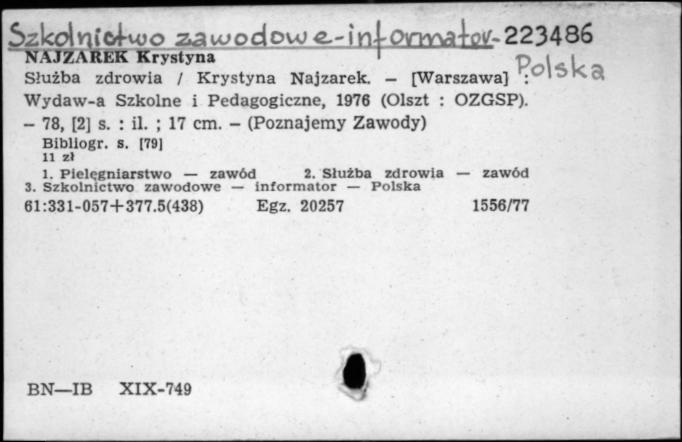 Szkolnictwo zawodowe-informator- 223486
Polska
NAJZAREK Krystyna
Służba zdrowia / Krystyna Najzarek. — [Warszawa] :
Wydaw-a Szkolne i Pedagogiczne, 1976 (Olszt : OZGSP).
— 78, [2] s. : il. ; 17 cm. — (Poznajemy Zawody)
Bibliogr. s. [79]
11 zł
1. Pielęgniarstwo — zawód 2. Służba zdrowia — zawód
3. Szkolnictwo zawodowe — informator — Polska
61:331-057+377.5(438) Egz. 20257 1556/77
BN—IB XIX-749